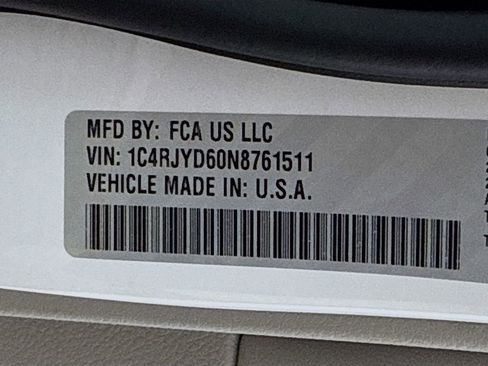 MFD BY: FCA US LLC
VIN: 1C4RJYD60N8761511
VEHICLE MADE IN: U.S.A.